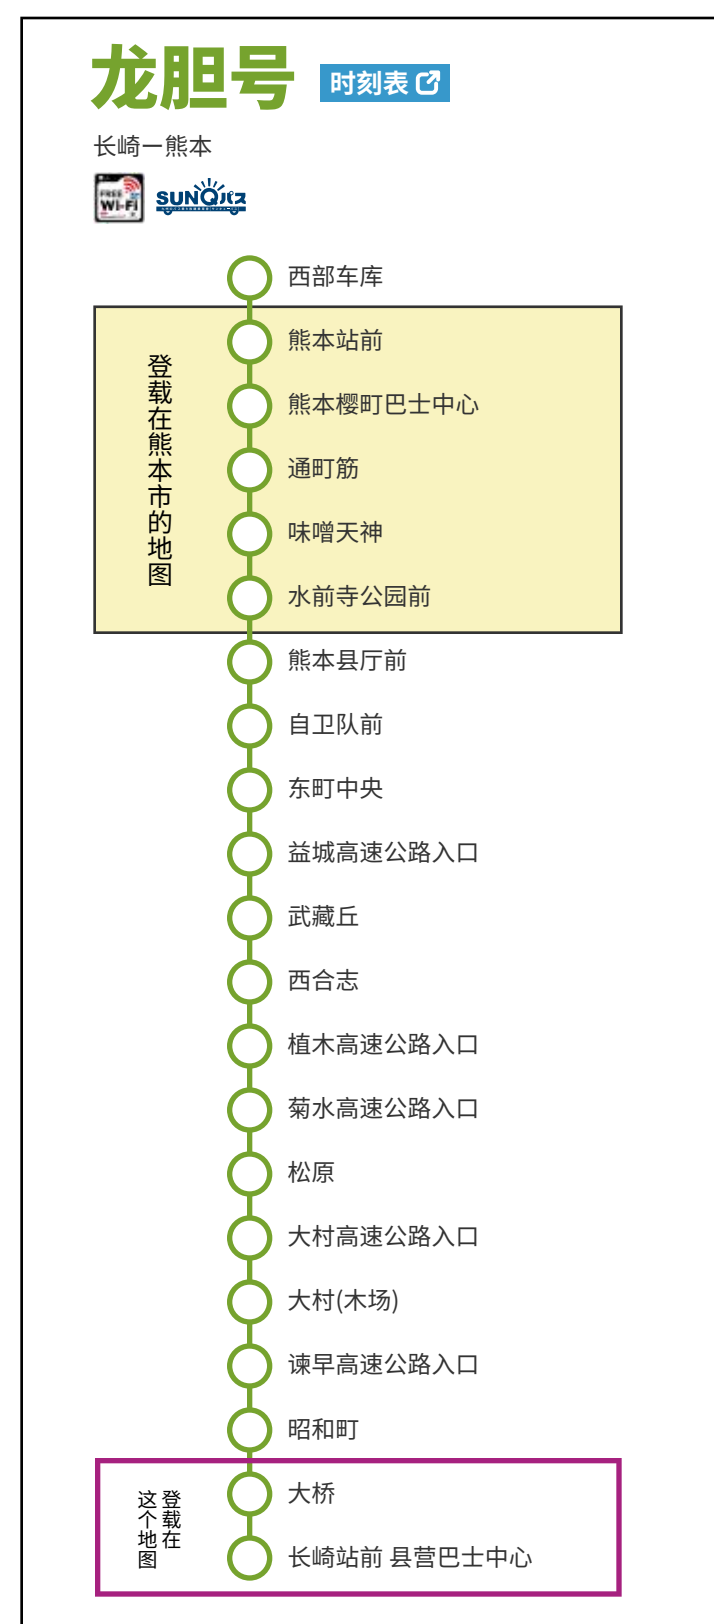 龙胆号 时刻表
长崎ー熊本
FREE Wi-Fi SUNQパス
西部车库
登载在熊本市的地图
熊本站前
熊本樱町巴士中心
通町筋
味噌天神
水前寺公园前
熊本县厅前
自卫队前
东町中央
益城高速公路入口
武藏丘
西合志
植木高速公路入口
菊水高速公路入口
松原
大村高速公路入口
大村(木场)
谏早高速公路入口
昭和町
登载在
这个地图
大桥
长崎站前 县营巴士中心